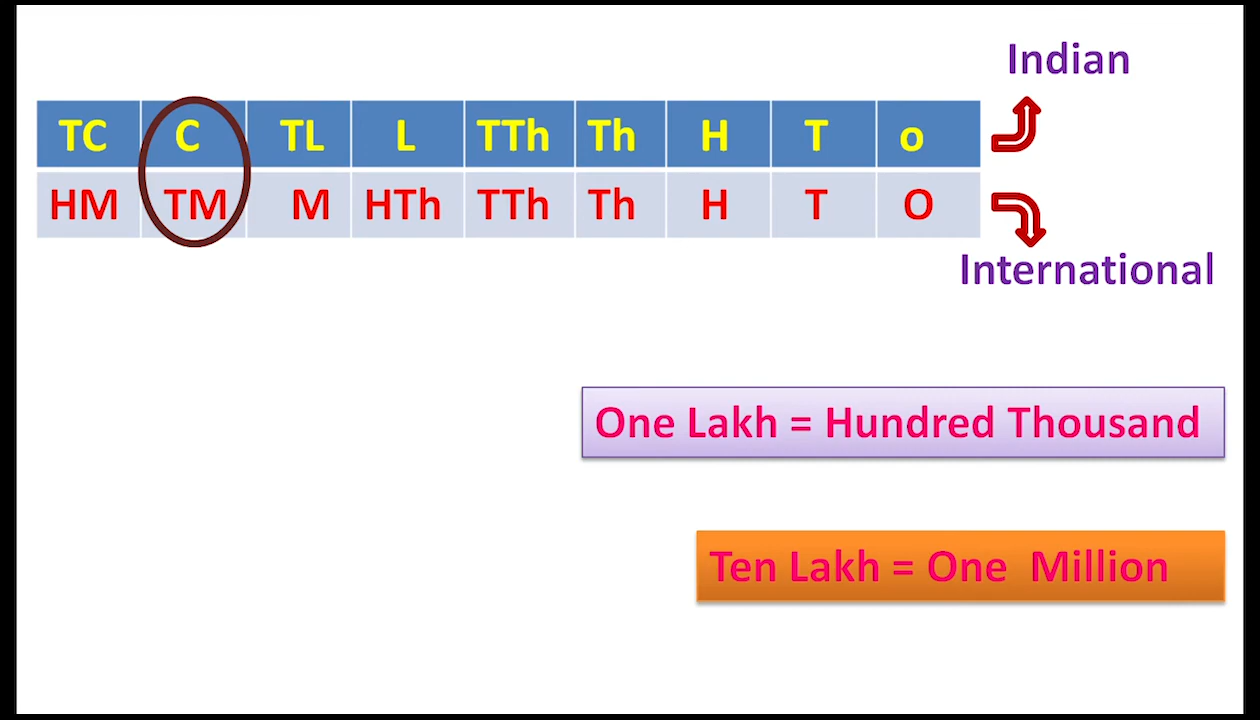 Indian
TC C TL L TTh Th H T o
HM TM M HTh TTh Th H T O
International
One Lakh = Hundred Thousand
Ten Lakh = One Million